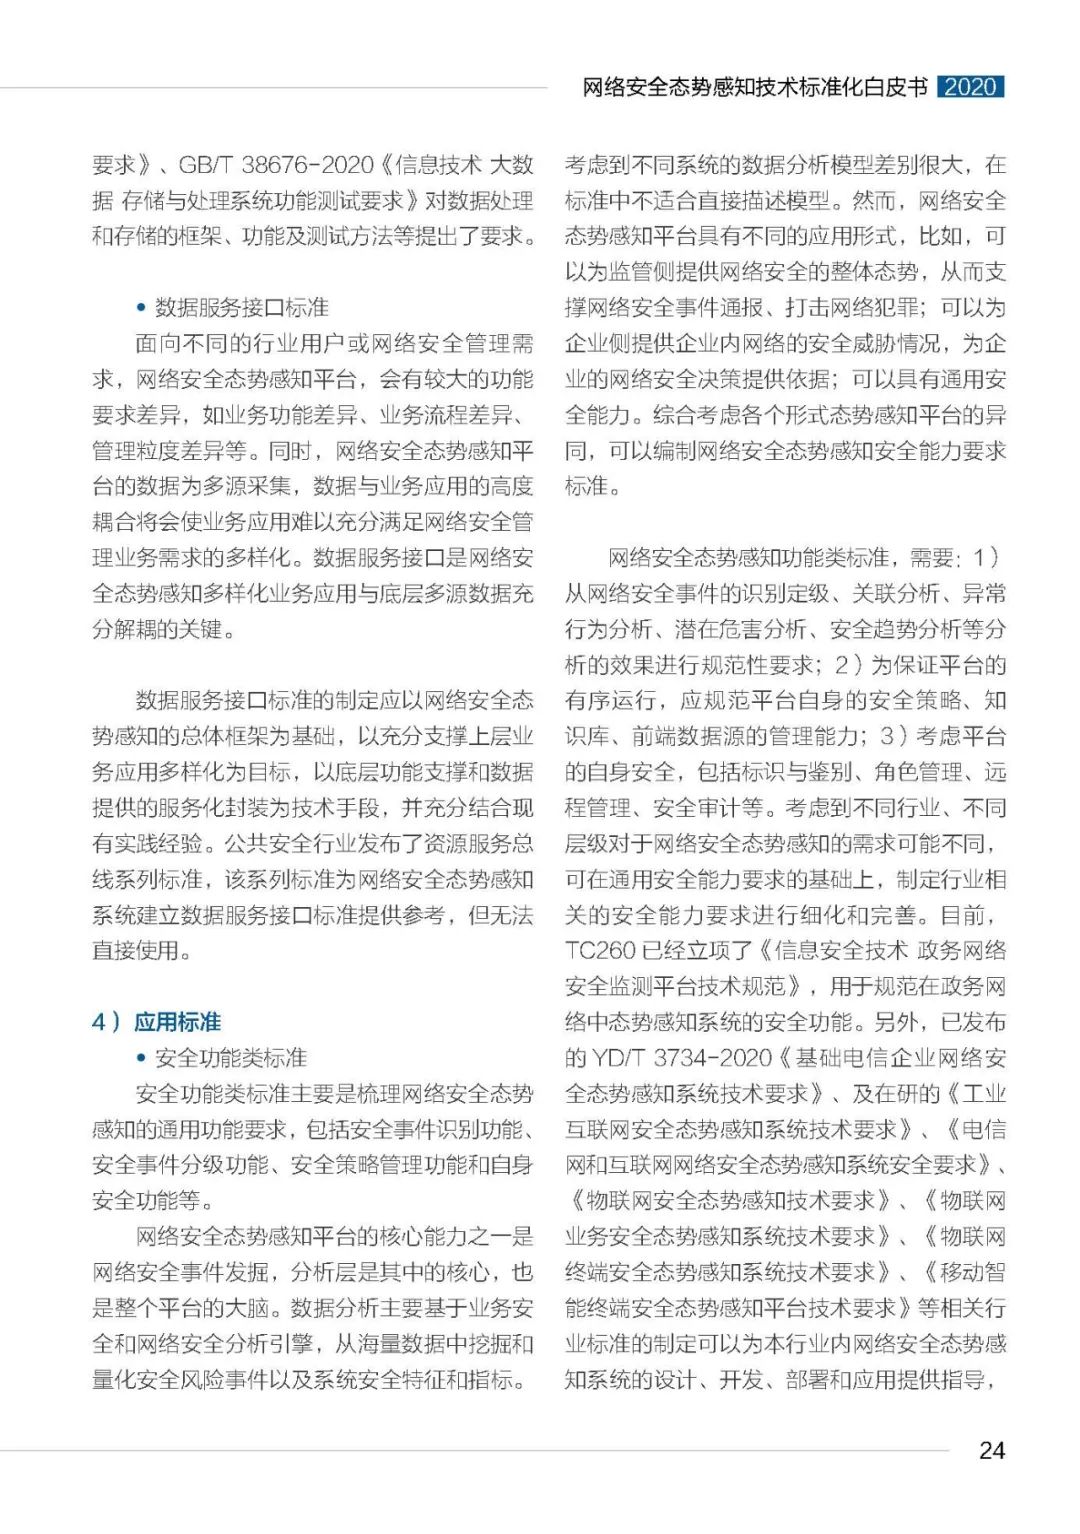 网络安全态势感知技术标准化白皮书 2020
要求》、GB/T 38676-2020《信息技术 大数
据 存储与处理系统功能测试要求》对数据处理
和存储的框架、功能及测试方法等提出了要求。
• 数据服务接口标准
面向不同的行业用户或网络安全管理需
求，网络安全态势感知平台，会有较大的功能
要求差异，如业务功能差异、业务流程差异、
管理粒度差异等。同时，网络安全态势感知平
台的数据为多源采集，数据与业务应用的高度
耦合将会使业务应用难以充分满足网络安全管
理业务需求的多样化。数据服务接口是网络安
全态势感知多样化业务应用与底层多源数据充
分解耦的关键。
数据服务接口标准的制定应以网络安全态
势感知的总体框架为基础，以充分支撑上层业
务应用多样化为目标，以底层功能支撑和数据
提供的服务化封装为技术手段，并充分结合现
有实践经验。公共安全行业发布了资源服务总
线系列标准，该系列标准为网络安全态势感知
系统建立数据服务接口标准提供参考，但无法
直接使用。
4） 应用标准
• 安全功能类标准
安全功能类标准主要是梳理网络安全态势
感知的通用功能要求，包括安全事件识别功能、
安全事件分级功能、安全策略管理功能和自身
安全功能等。
网络安全态势感知平台的核心能力之一是
网络安全事件发掘，分析层是其中的核心，也
是整个平台的大脑。数据分析主要基于业务安
全和网络安全分析引擎，从海量数据中挖掘和
量化安全风险事件以及系统安全特征和指标。
考虑到不同系统的数据分析模型差别很大，在
标准中不适合直接描述模型。然而，网络安全
态势感知平台具有不同的应用形式，比如，可
以为监管侧提供网络安全的整体态势，从而支
撑网络安全事件通报、打击网络犯罪；可以为
企业侧提供企业内网络的安全威胁情况，为企
业的网络安全决策提供依据；可以具有通用安
全能力。综合考虑各个形式态势感知平台的异
同，可以编制网络安全态势感知安全能力要求
标准。
网络安全态势感知功能类标准，需要：1）
从网络安全事件的识别定级、关联分析、异常
行为分析、潜在危害分析、安全趋势分析等分
析的效果进行规范性要求；2）为保证平台的
有序运行，应规范平台自身的安全策略、知
识库、前端数据源的管理能力；3）考虑平台
的自身安全，包括标识与鉴别、角色管理、远
程管理、安全审计等。考虑到不同行业、不同
层级对于网络安全态势感知的需求可能不同，
可在通用安全能力要求的基础上，制定行业相
关的安全能力要求进行细化和完善。目前，
TC260 已经立项了《信息安全技术 政务网络
安全监测平台技术规范》，用于规范在政务网
络中态势感知系统的安全功能。另外，已发布
的 YD/T 3734-2020《基础电信企业网络安
全态势感知系统技术要求》、及在研的《工业
互联网安全态势感知系统技术要求》、《电信
网和互联网网络安全态势感知系统安全要求》、
《物联网安全态势感知技术要求》、《物联网
业务安全态势感知系统技术要求》、《物联网
终端安全态势感知系统技术要求》、《移动智
能终端安全态势感知平台技术要求》等相关行
业标准的制定可以为本行业内网络安全态势感
知系统的设计、开发、部署和应用提供指导，
24